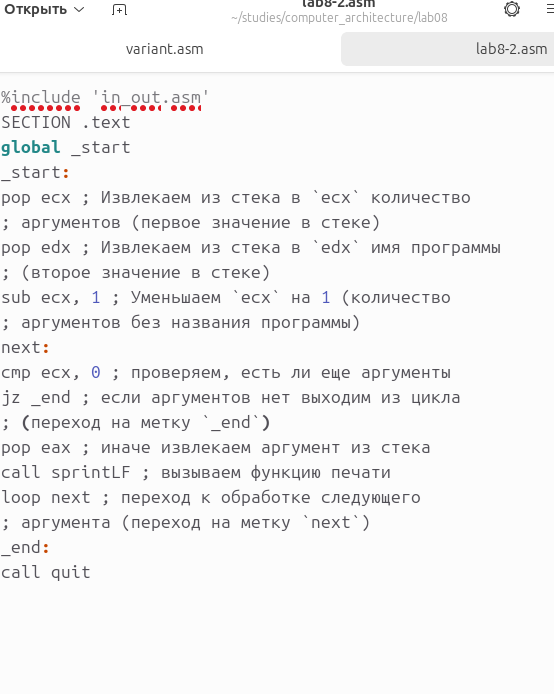 Открыть
lab8-2.asm
~/studies/computer_architecture/lab08
variant.asm
lab8-2.asm
%include 'in_out.asm'
SECTION .text
global _start
_start:
pop ecx ; Извлекаем из стека в `ecx` количество
; аргументов (первое значение в стеке)
pop edx ; Извлекаем из стека в `edx` имя программы
; (второе значение в стеке)
sub ecx, 1 ; Уменьшаем `ecx` на 1 (количество
; аргументов без названия программы)
next:
cmp ecx, 0 ; проверяем, есть ли еще аргументы
jz _end ; если аргументов нет выходим из цикла
; (переход на метку `_end`)
pop eax ; иначе извлекаем аргумент из стека
call sprintLF ; вызываем функцию печати
loop next ; переход к обработке следующего
; аргумента (переход на метку `next`)
_end:
call quit